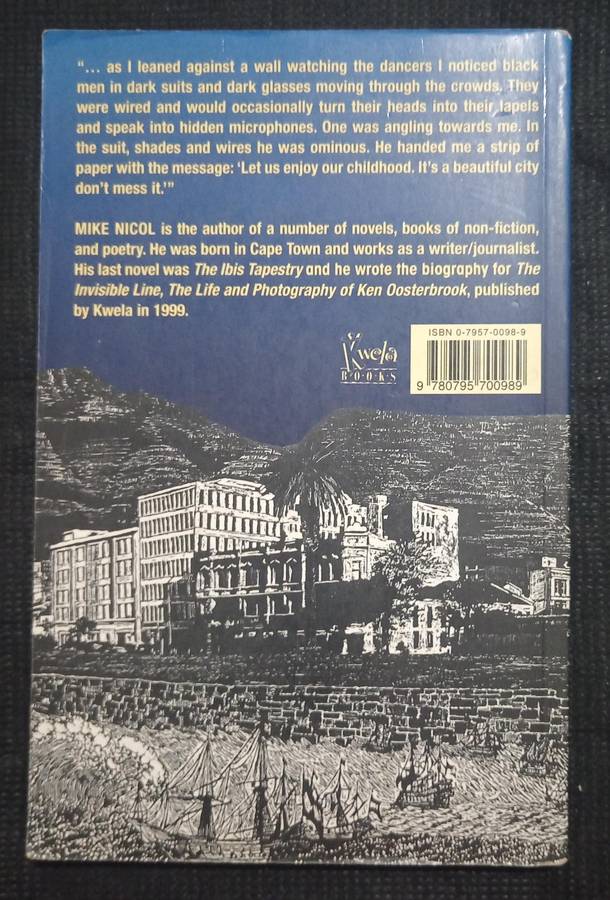 “... as I leaned against a wall watching the dancers I noticed black
men in dark suits and dark glasses moving through the crowds. They
were wired and would occasionally turn their heads into their lapels
and speak into hidden microphones. One was angling towards me. In
the suit, shades and wires he was ominous. He handed me a strip of
paper with the message: ‘Let us enjoy our childhood. It’s a beautiful city
don’t mess it.’”
MIKE NICOL is the author of a number of novels, books of non-fiction,
and poetry. He was born in Cape Town and works as a writer/journalist.
His last novel was The Ibis Tapestry and he wrote the biography for The
Invisible Line, The Life and Photography of Ken Oosterbrook, published
by Kwela in 1999.
Kwela
BOOKS
ISBN 0-7957-0098-9
9 780795 700989